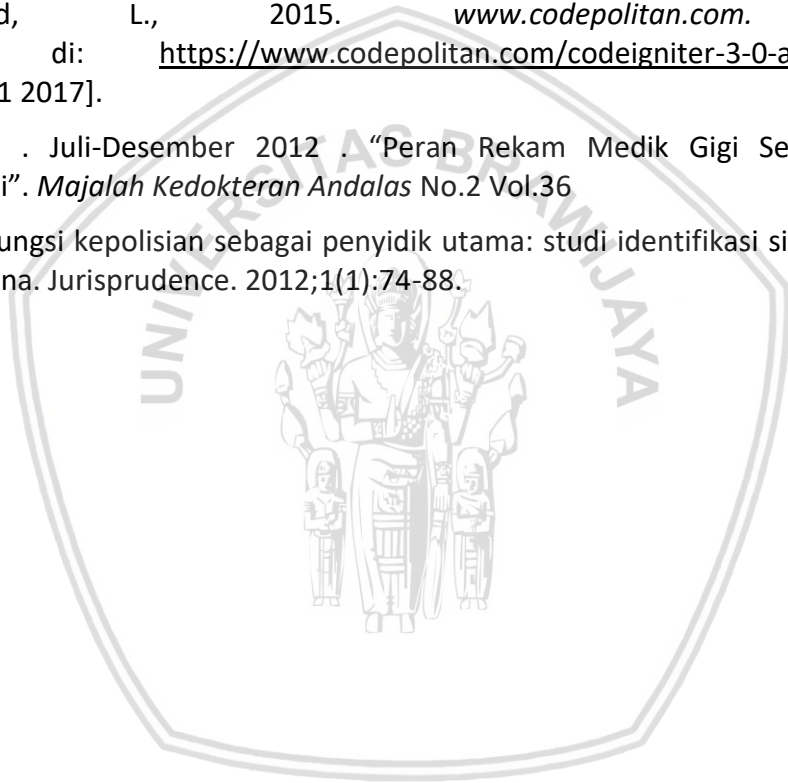 d, L., 2015. www.codepolitan.com.
di: https://www.codepolitan.com/codeigniter-3-0-a
1 2017].
. Juli-Desember 2012 . “Peran Rekam Medik Gigi Se
i”. Majalah Kedokteran Andalas No.2 Vol.36
ungsi kepolisian sebagai penyidik utama: studi identifikasi si
na. Jurisprudence. 2012;1(1):74-88.
UNIVERSITAS BRAWIJAYA